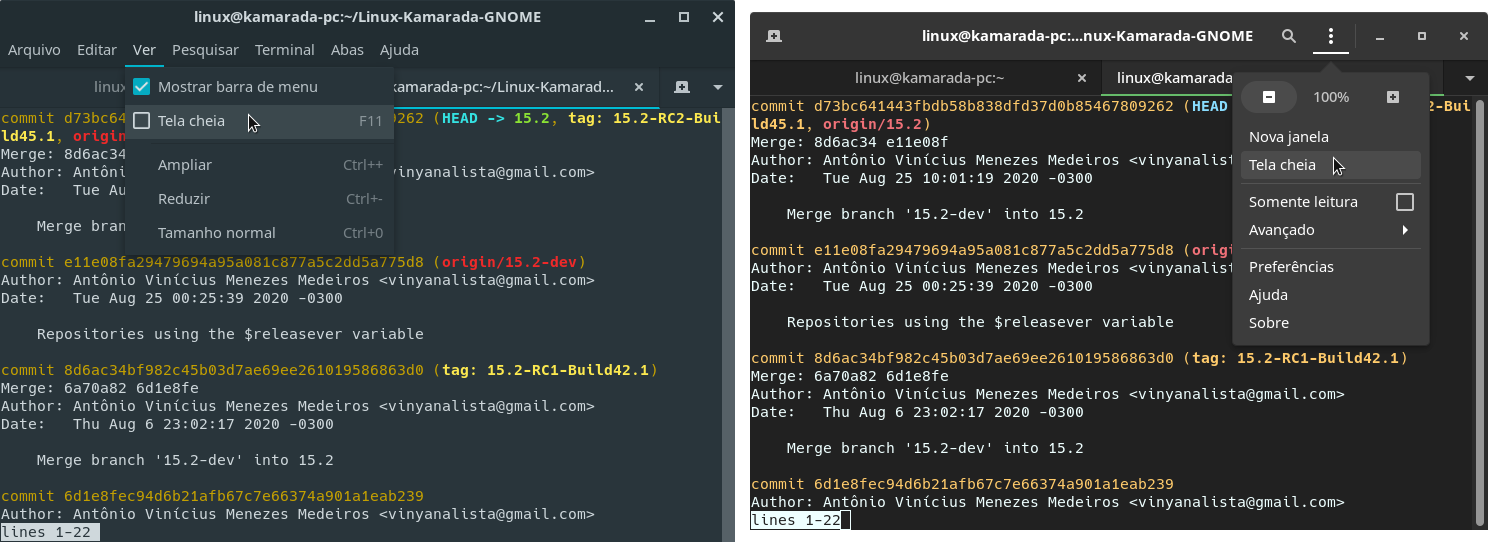 linux@kamarada-pc:~/Linux-Kamarada-GNOME
Arquivo Editar Ver Pesquisar Terminal Abas Ajuda
linux
kamarada-pc:~/Linux-Kamarad...
Mostrar barra de menu
Tela cheia F11
Ampliar Ctrl++
Reduzir Ctrl+-
Tamanho normal Ctrl+0
commit d73bc64 0262 (HEAD -> 15.2, tag: 15.2-RC2-Bui
ld45.1, origin
Merge: 8d6ac34
Author: Antôni vinyanalista@gmail.com>
Date:   Tue Au
Merge bran
commit e11e08fa29479694a95a081c877a5c2dd5a775d8 (origin/15.2-dev)
Author: Antônio Vinícius Menezes Medeiros <vinyanalista@gmail.com>
Date:   Tue Aug 25 00:25:39 2020 -0300
Repositories using the $releasever variable
commit 8d6ac34bf982c45b03d7ae69ee261019586863d0 (tag: 15.2-RC1-Build42.1)
Merge: 6a70a82 6d1e8fe
Author: Antônio Vinícius Menezes Medeiros <vinyanalista@gmail.com>
Date:   Thu Aug 6 23:02:17 2020 -0300
Merge branch '15.2-dev' into 15.2
commit 6d1e8fec94d6b21afb67c7e66374a901a1eab239
Author: Antônio Vinícius Menezes Medeiros <vinyanalista@gmail.com>
lines 1-22
linux@kamarada-pc:...nux-Kamarada-GNOME
linux@kamarada-pc:~
linux@kamarada
100%
Nova janela
Tela cheia
Somente leitura
Avançado
Preferências
Ajuda
Sobre
commit d73bc641443fbdb58b838dfd37d0b85467809262 (HEAD 2-Bui
ld45.1, origin/15.2)
Merge: 8d6ac34 e11e08f
Author: Antônio Vinícius Menezes Medeiros <vinyanalist
Date:   Tue Aug 25 10:01:19 2020 -0300
Merge branch '15.2-dev' into 15.2
commit e11e08fa29479694a95a081c877a5c2dd5a775d8 (orig
Author: Antônio Vinícius Menezes Medeiros <vinyanalist
Date:   Tue Aug 25 00:25:39 2020 -0300
Repositories using the $releasever variable
commit 8d6ac34bf982c45b03d7ae69ee261019586863d0 (tag: 15.2-RC1-Build42.1)
Merge: 6a70a82 6d1e8fe
Author: Antônio Vinícius Menezes Medeiros <vinyanalista@gmail.com>
Date:   Thu Aug 6 23:02:17 2020 -0300
Merge branch '15.2-dev' into 15.2
commit 6d1e8fec94d6b21afb67c7e66374a901a1eab239
Author: Antônio Vinícius Menezes Medeiros <vinyanalista@gmail.com>
lines 1-22